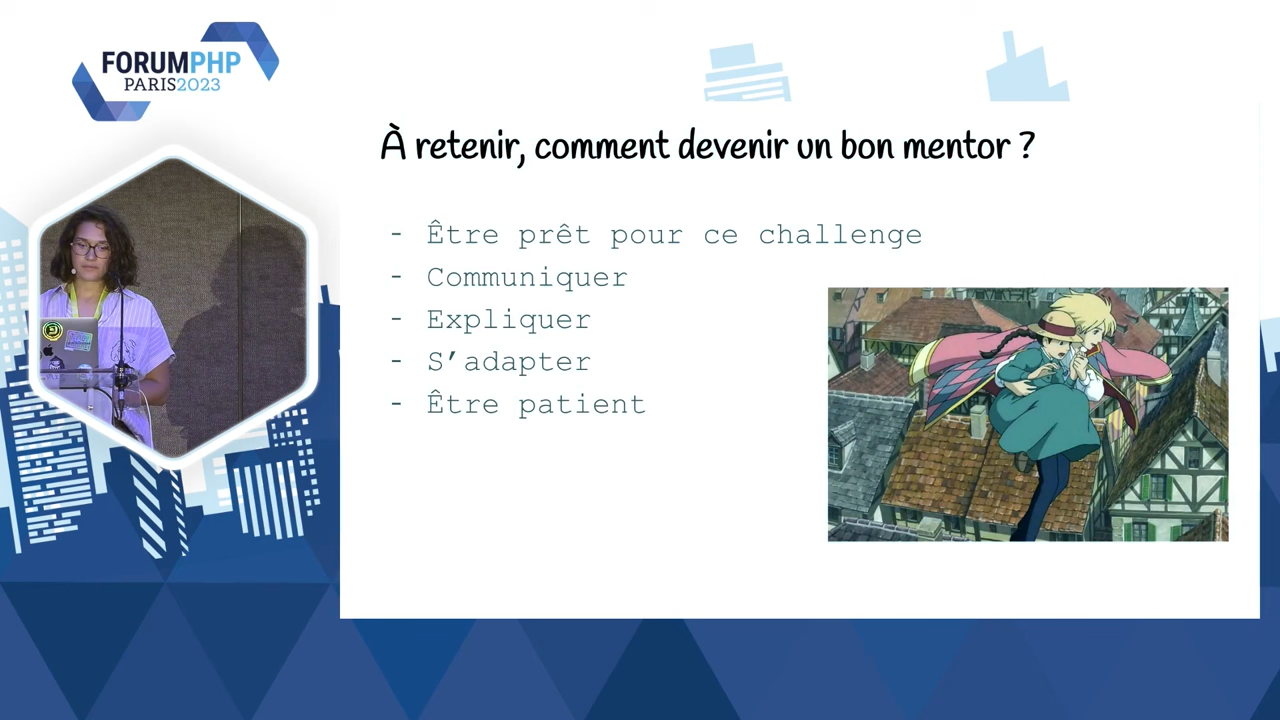 FORUMPHP
PARIS2023
À retenir, comment devenir un bon mentor ?
- Être prêt pour ce challenge
- Communiquer
- Expliquer
- S’adapter
- Être patient